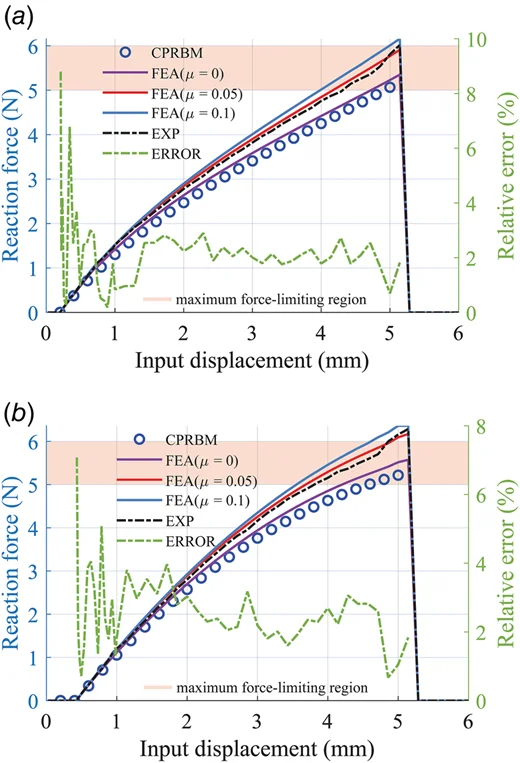 (a)
Reaction force (N)
6
5
4
3
2
1
0
CPRBM
FEA(μ = 0)
FEA(μ = 0.05)
FEA(μ = 0.1)
EXP
ERROR
maximum force-limiting region
10
8
6
4
2
0
Relative error (%)
0 1 2 3 4 5 6
Input displacement (mm)
(b)
Reaction force (N)
6
5
4
3
2
1
0
CPRBM
FEA(μ = 0)
FEA(μ = 0.05)
FEA(μ = 0.1)
EXP
ERROR
maximum force-limiting region
8
6
4
2
0
Relative error (%)
0 1 2 3 4 5 6
Input displacement (mm)